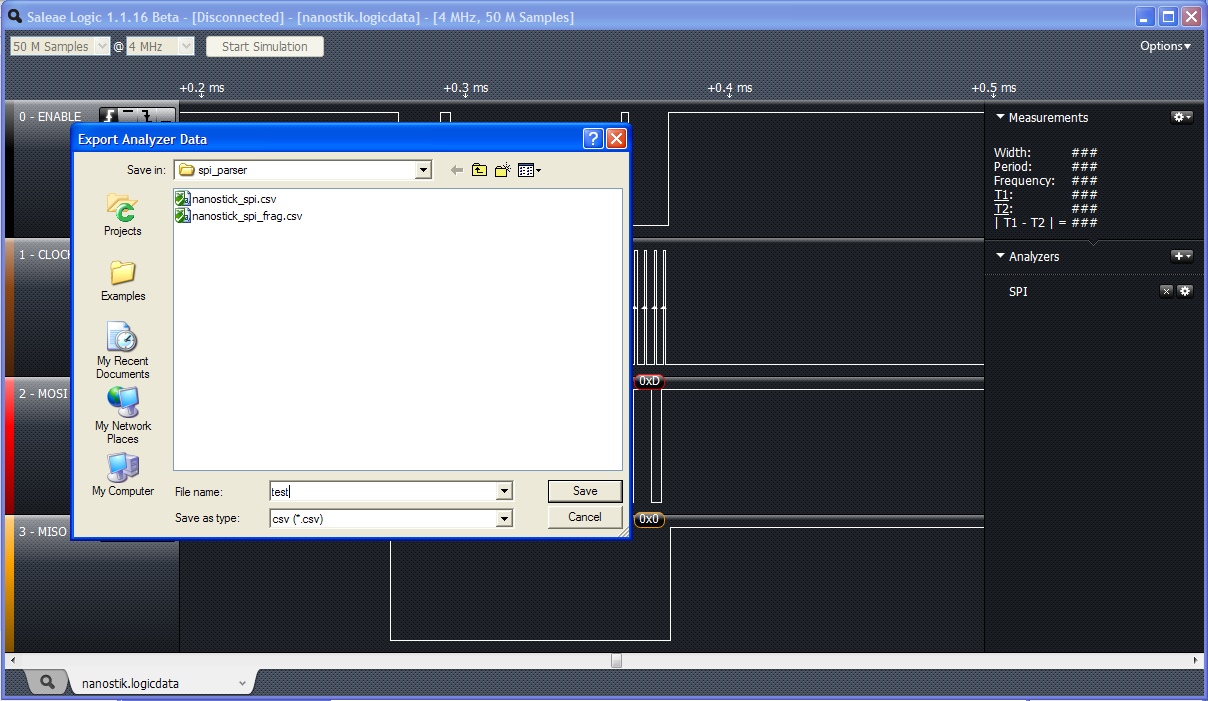 Saleae Logic 1.1.16 Beta - [Disconnected] - [nanostik.logicdata] - [4 MHz, 50 M Samples]
50 M Samples @ 4 MHz Start Simulation Options
+0.2 ms +0.3 ms +0.4 ms +0.5 ms
0 - ENABLE
Export Analyzer Data
Save in: spi_parser
nanostick_spi.csv
nanostick_spi_frag.csv
Projects
Examples
My Recent
Documents
My Network
Places
My Computer
File name: test Save
Save as type: csv (*.csv) Cancel
1 - CLOC
2 - MOSI
3 - MISO
0xD
0x0
Measurements
Width: ###
Period: ###
Frequency: ###
T1: ###
T2: ###
| T1 - T2 | = ###
Analyzers
SPI
nanostik.logicdata